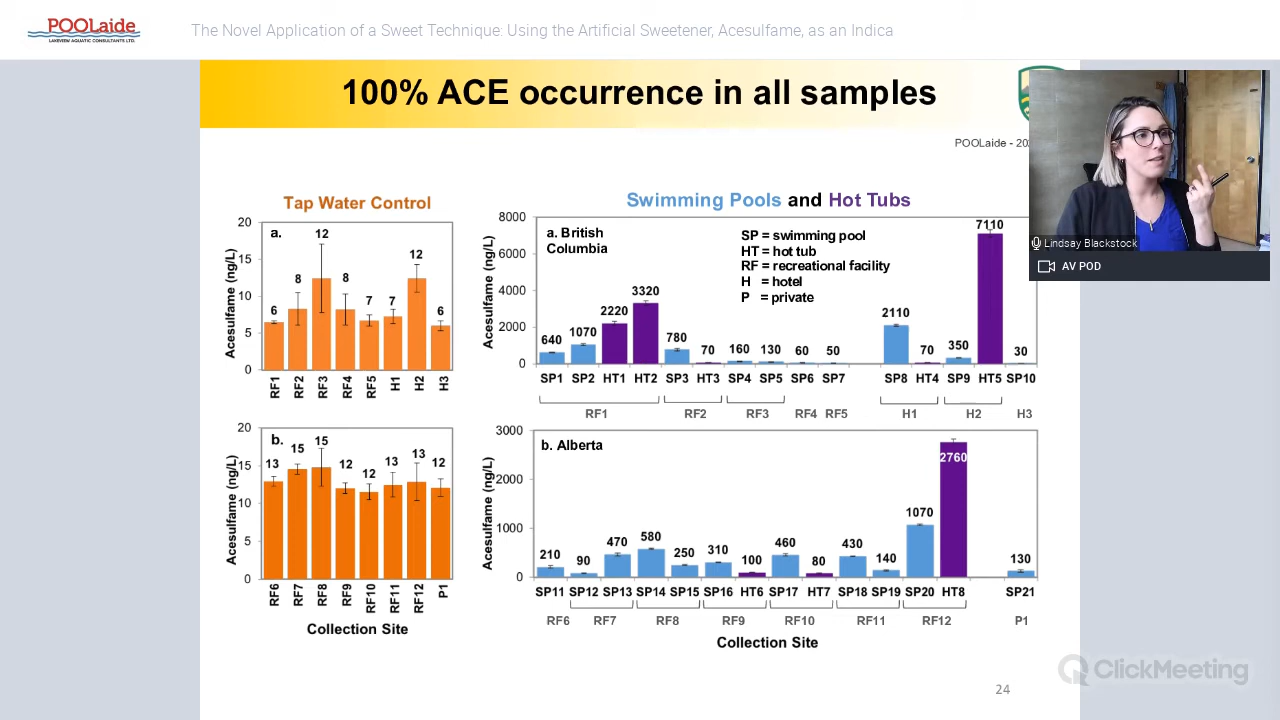 POOLaide
LAKEVIEW AQUATIC CONSULTANTS LTD.
The Novel Application of a Sweet Technique: Using the Artificial Sweetener, Acesulfame, as an Indica
100% ACE occurrence in all samples
POOLaide - 20
Lindsay Blackstock
AV POD
Tap Water Control
Acesulfame (ng/L)
20
15
10
5
0
a.
6
8
12
8
7
7
12
6
RF1
RF2
RF3
RF4
RF5
H1
H2
H3
Acesulfame (ng/L)
20
15
10
5
0
b.
13
15
15
12
12
13
13
12
RF6
RF7
RF8
RF9
RF10
RF11
RF12
P1
Collection Site
Swimming Pools and Hot Tubs
Acesulfame (ng/L)
8000
6000
4000
2000
0
a. British
Columbia
SP = swimming pool
HT = hot tub
RF = recreational facility
H = hotel
P = private
640 1070 2220 3320 780 70 160 130 60 50 2110 70 350 7110 30
SP1 SP2 HT1 HT2 SP3 HT3 SP4 SP5 SP6 SP7 SP8 HT4 SP9 HT5 SP10
RF1 RF2 RF3 RF4 RF5 H1 H2 H3
Acesulfame (ng/L)
3000
2000
1000
0
b. Alberta
210 90 470 580 250 310 100 460 80 430 140 1070 2760 130
SP11 SP12 SP13 SP14 SP15 SP16 HT6 SP17 HT7 SP18 SP19 SP20 HT8 SP21
RF6 RF7 RF8 RF9 RF10 RF11 RF12 P1
Collection Site
24
ClickMeeting